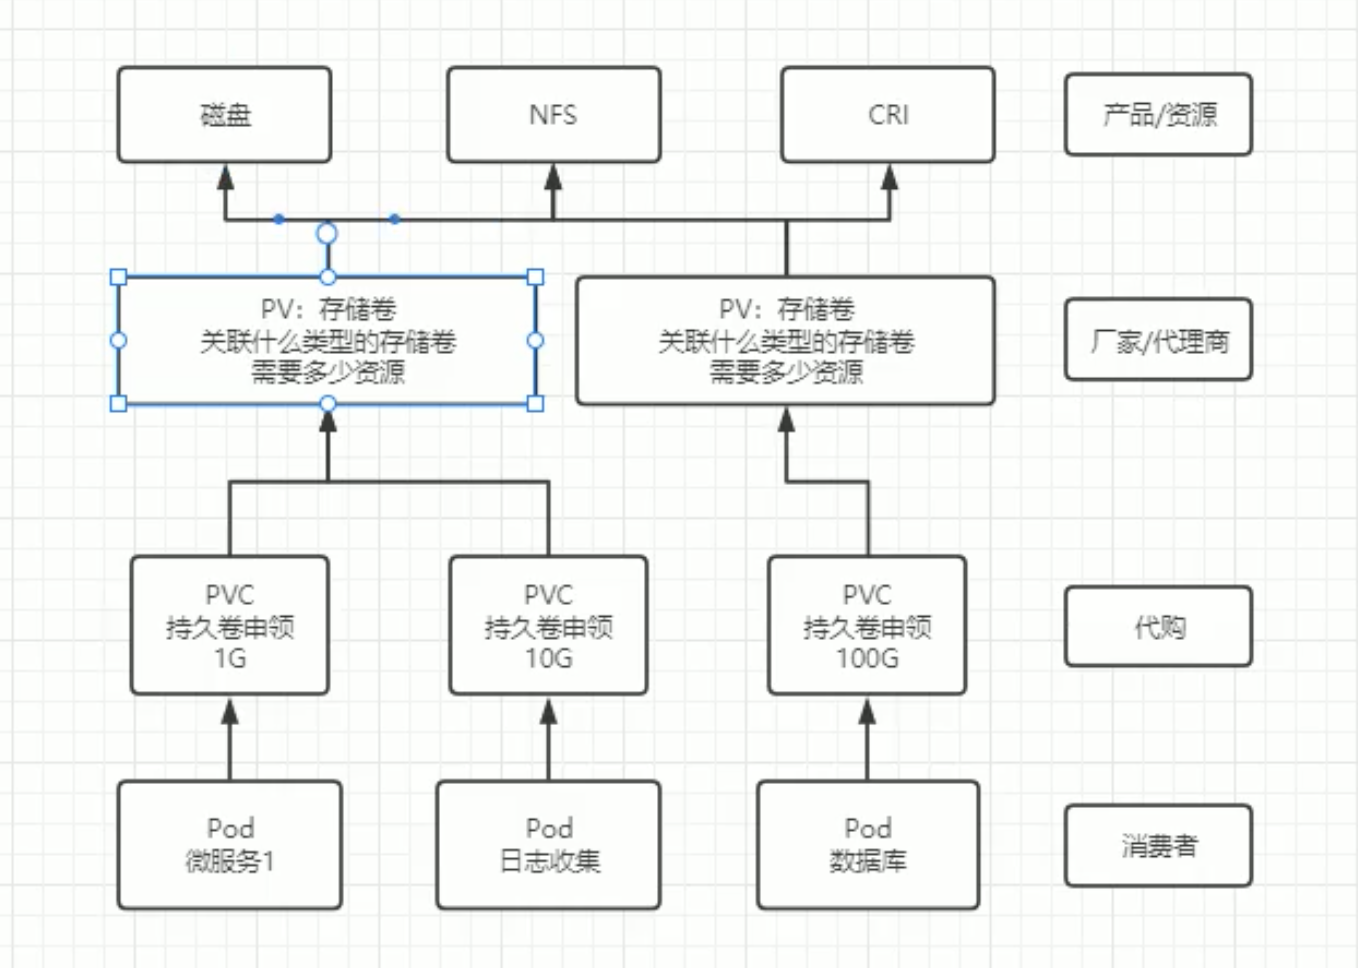 磁盘
NFS
CRI
产品/资源
PV：存储卷
关联什么类型的存储卷
需要多少资源
PV：存储卷
关联什么类型的存储卷
需要多少资源
厂家/代理商
PVC
持久卷申领
1G
PVC
持久卷申领
10G
PVC
持久卷申领
100G
代购
Pod
微服务1
Pod
日志收集
Pod
数据库
消费者